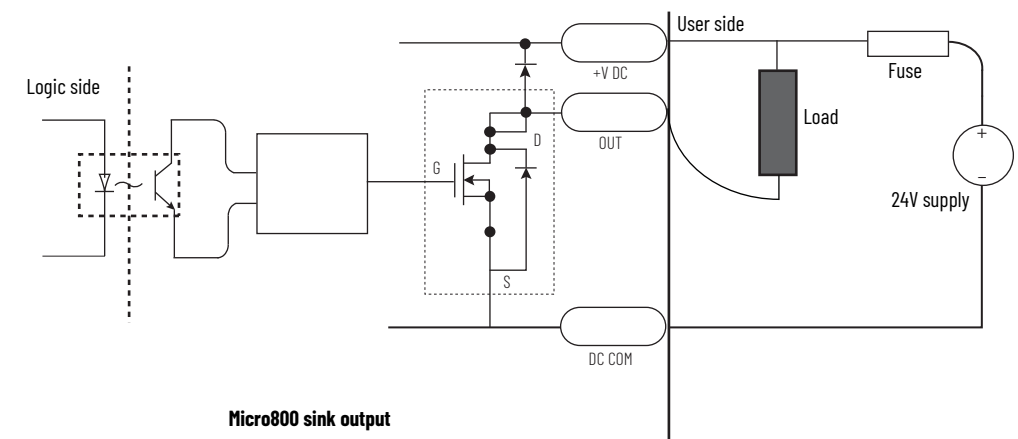 User side
+V DC
Fuse
Logic side
Load
D
OUT
G
+
−
24V supply
S
DC COM
Micro800 sink output